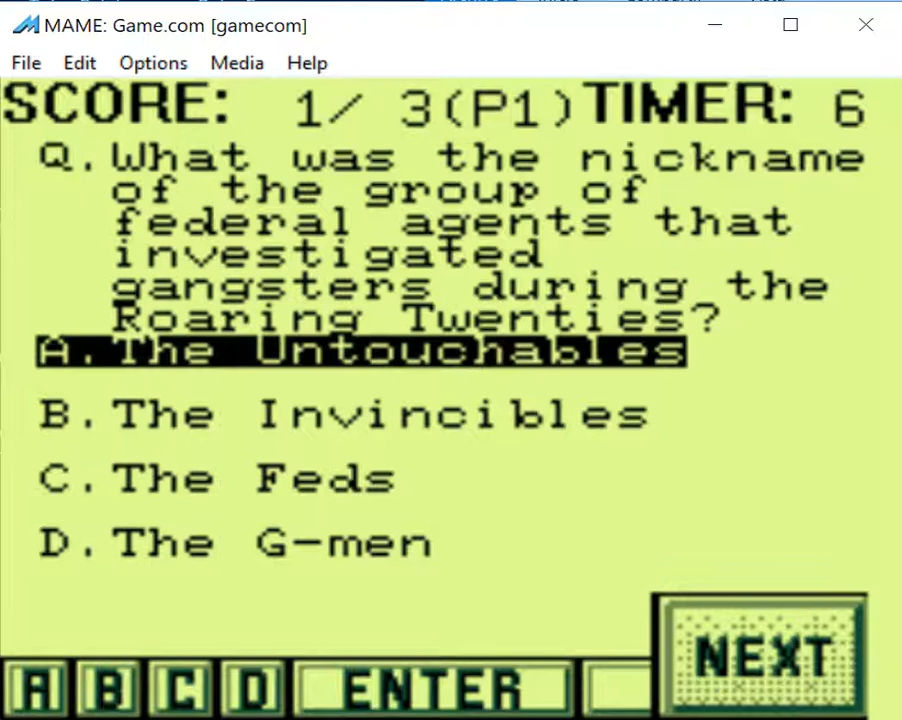 MAME: Game.com [gamecom]
File Edit Options Media Help
SCORE: 1/ 3(P1) TIMER: 6
Q. What was the nickname
of the group of
federal agents that
investigated
gangsters during the
Roaring Twenties?
A. The Untouchables
B. The Invincibles
C. The Feds
D. The G-men
NEXT
A B C D ENTER